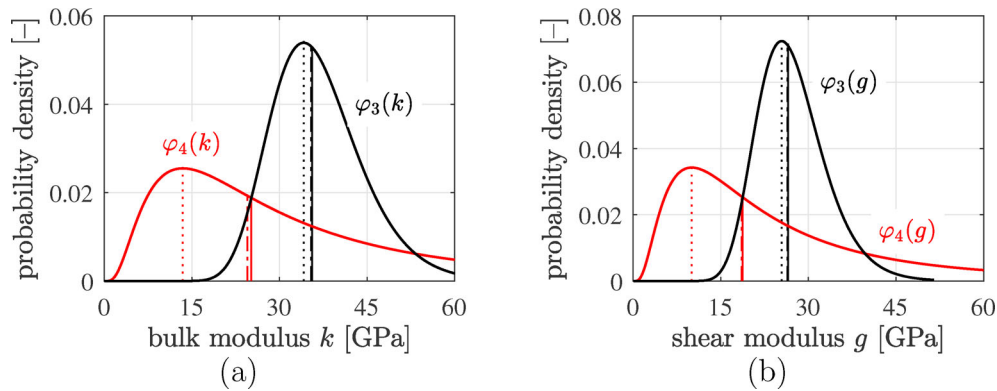 probability density [–]
0.06
0.04
0.02
0
φ₄(k)
φ₃(k)
0 15 30 45 60
bulk modulus k [GPa]
(a)
probability density [–]
0.08
0.06
0.04
0.02
0
φ₃(g)
φ₄(g)
0 15 30 45 60
shear modulus g [GPa]
(b)